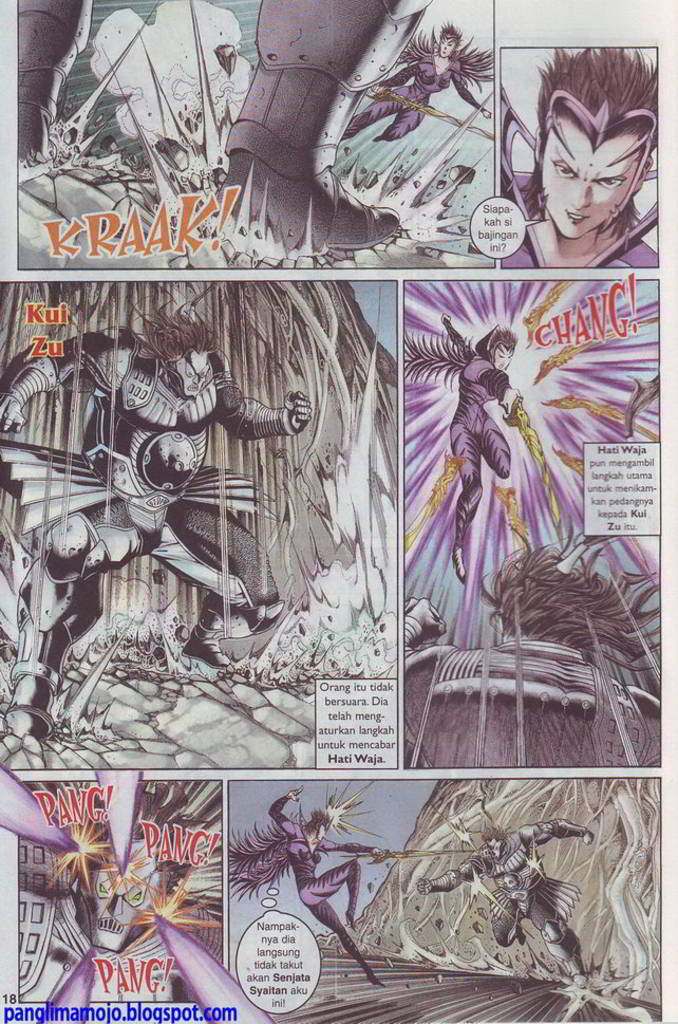 KRAAK!
Siapa-
kah si
bajingan
ini?
Kui
Zu
Orang itu tidak
bersuara. Dia
telah meng-
aturkan langkah
untuk mencabar
Hati Waja.
CHANG!
Hati Waja
pun mengambil
langkah utama
untuk menikam-
kan pedangnya
kepada Kui
Zu itu.
PANG!
PANG!
PANG!
Nampak-
nya dia
langsung
tidak takut
akan Senjata
Syaitan aku
ini!
18
panglimamojo.blogspot.com